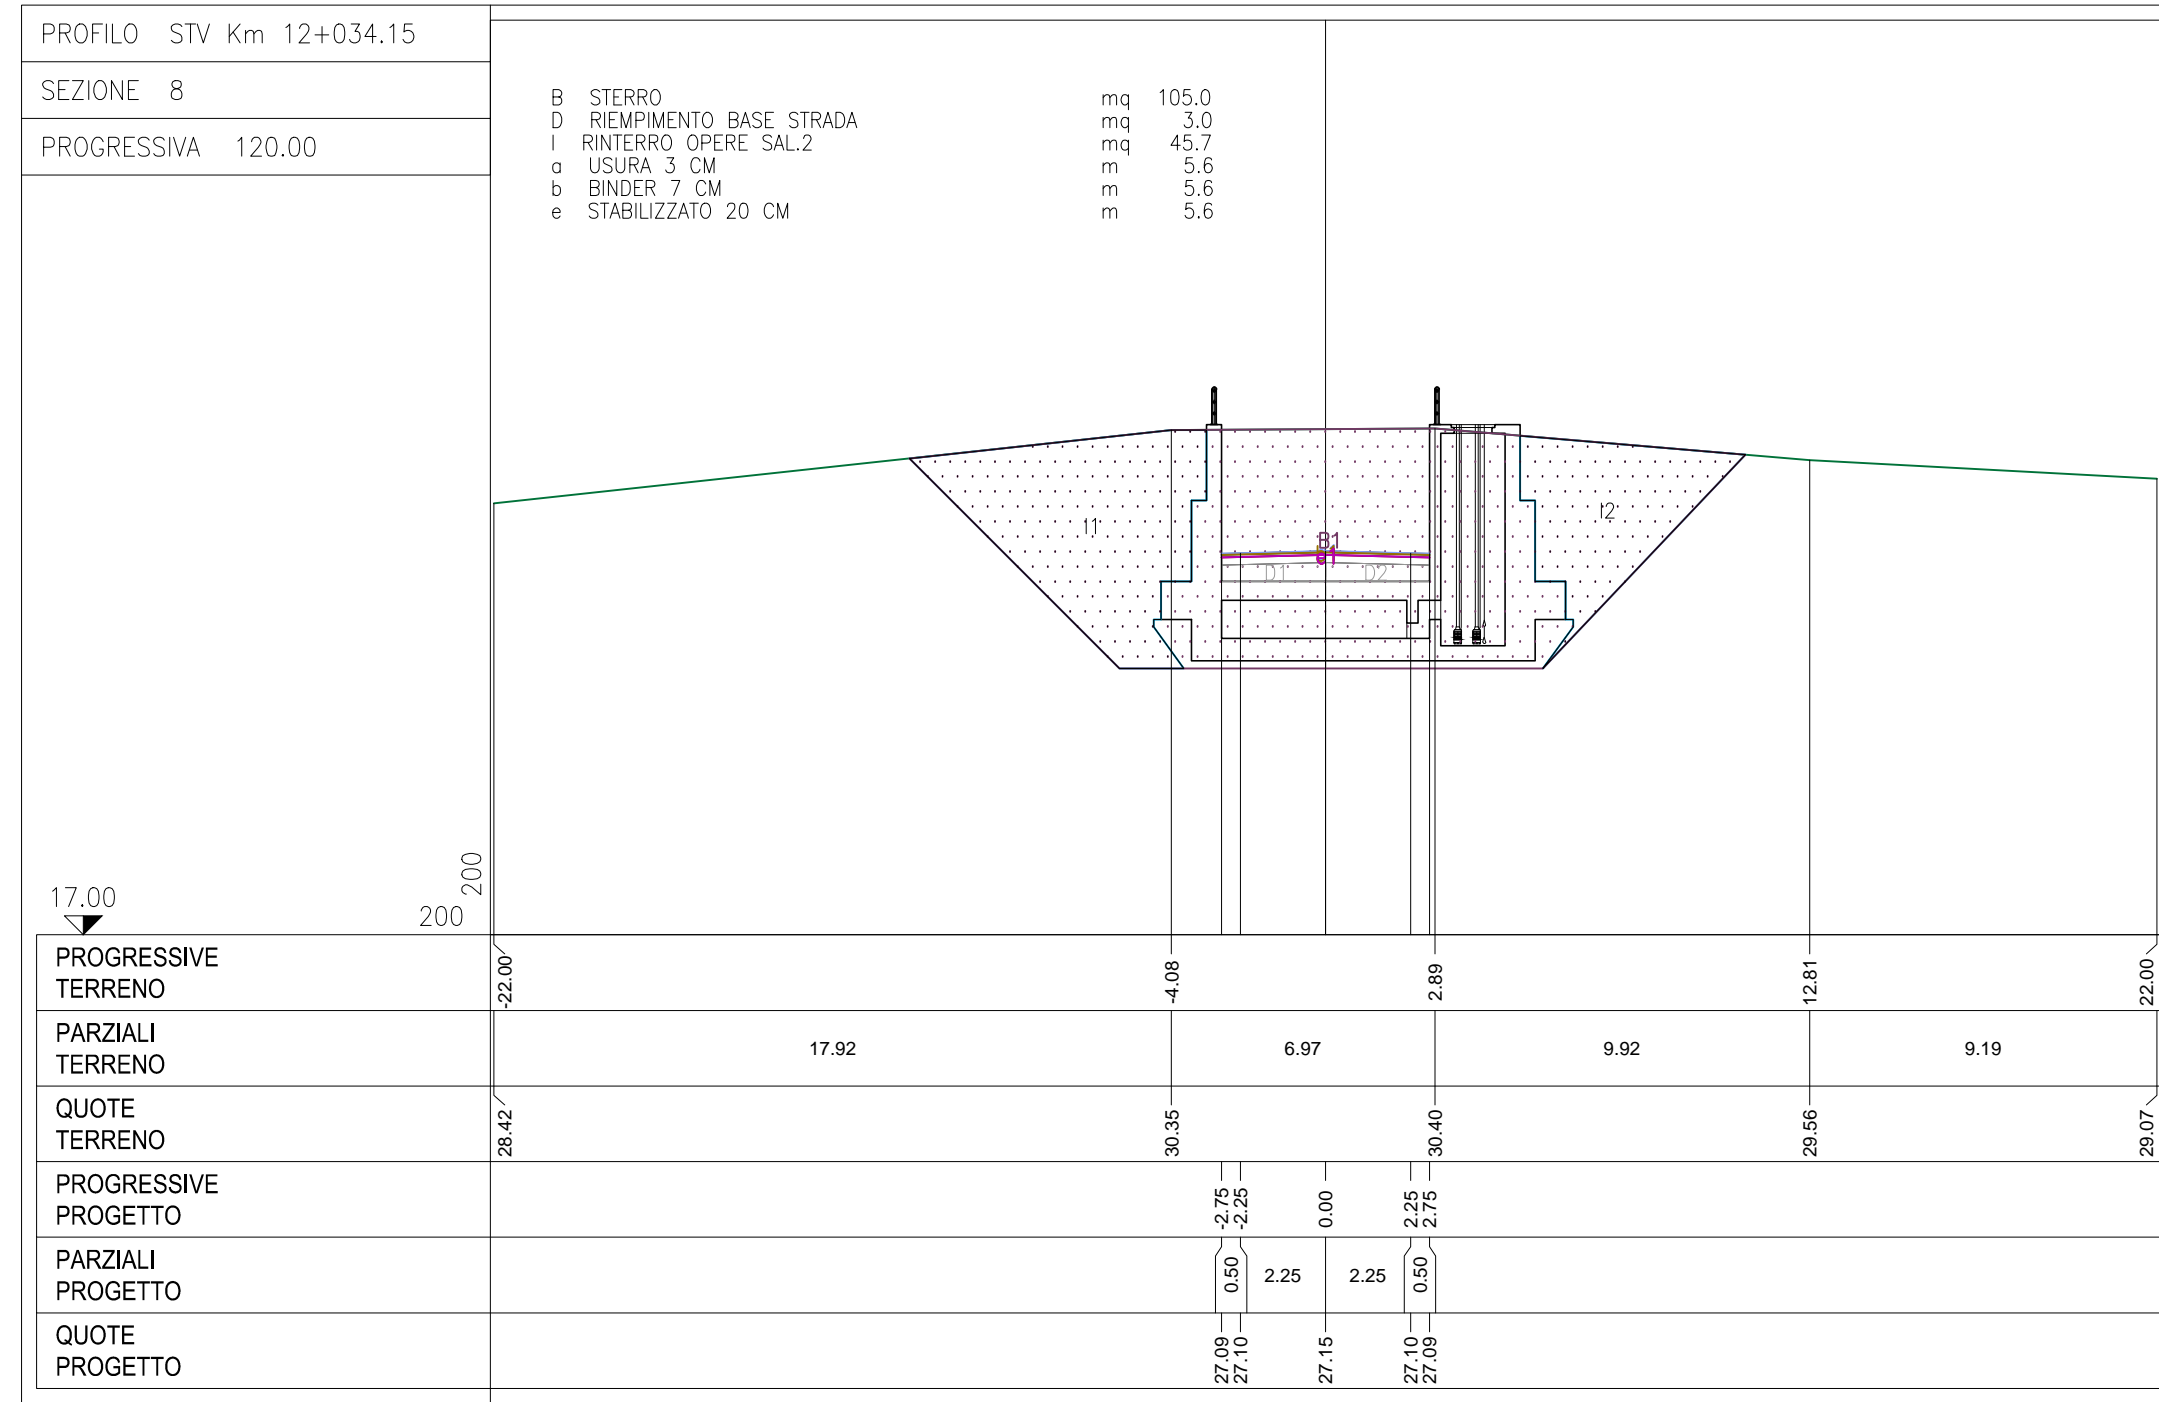 PROFILO STV Km 12+034.15
SEZIONE 8
PROGRESSIVA 120.00
B STERRO mq 105.0
D RIEMPIMENTO BASE STRADA mq 3.0
I RINTERRO OPERE SAL.2 mq 45.7
a USURA 3 CM m 5.6
b BINDER 7 CM m 5.6
e STABILIZZATO 20 CM m 5.6
I1
I2
B1
e1
D1 D2
17.00
200
200
PROGRESSIVE TERRENO
-22.00 -4.08 2.89 12.81 22.00
PARZIALI TERRENO
17.92 6.97 9.92 9.19
QUOTE TERRENO
28.42 30.35 30.40 29.56 29.07
PROGRESSIVE PROGETTO
-2.75 -2.25 0.00 2.25 2.75
PARZIALI PROGETTO
0.50 2.25 2.25 0.50
QUOTE PROGETTO
27.09 27.10 27.15 27.10 27.09